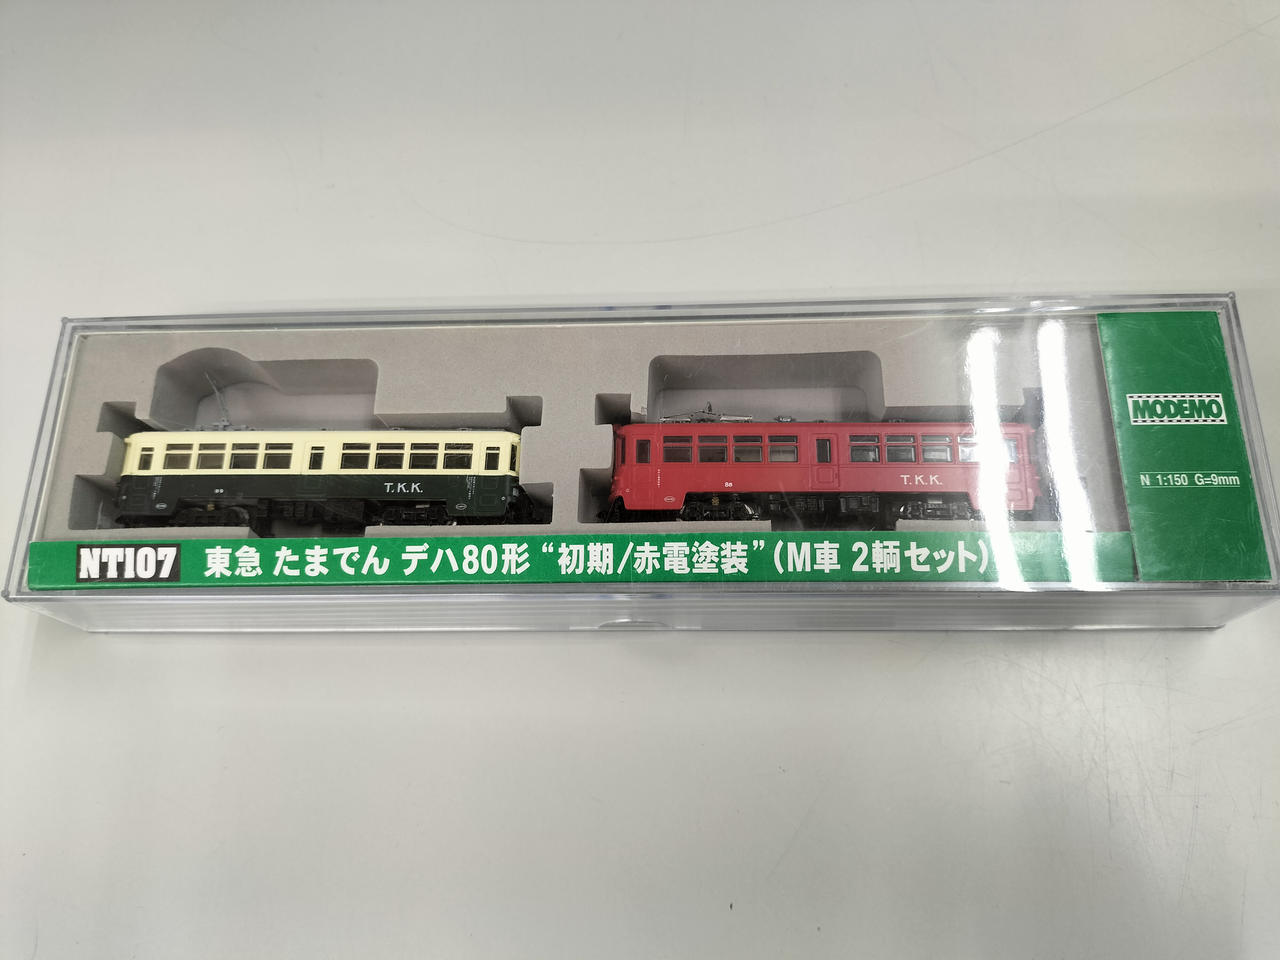 T.K.K.
88
T.K.K.
MODEMO
N 1:150 G=9mm
NT107 東急 たまでん デハ80形 “初期/赤電塗装”(M車 2輌セット)